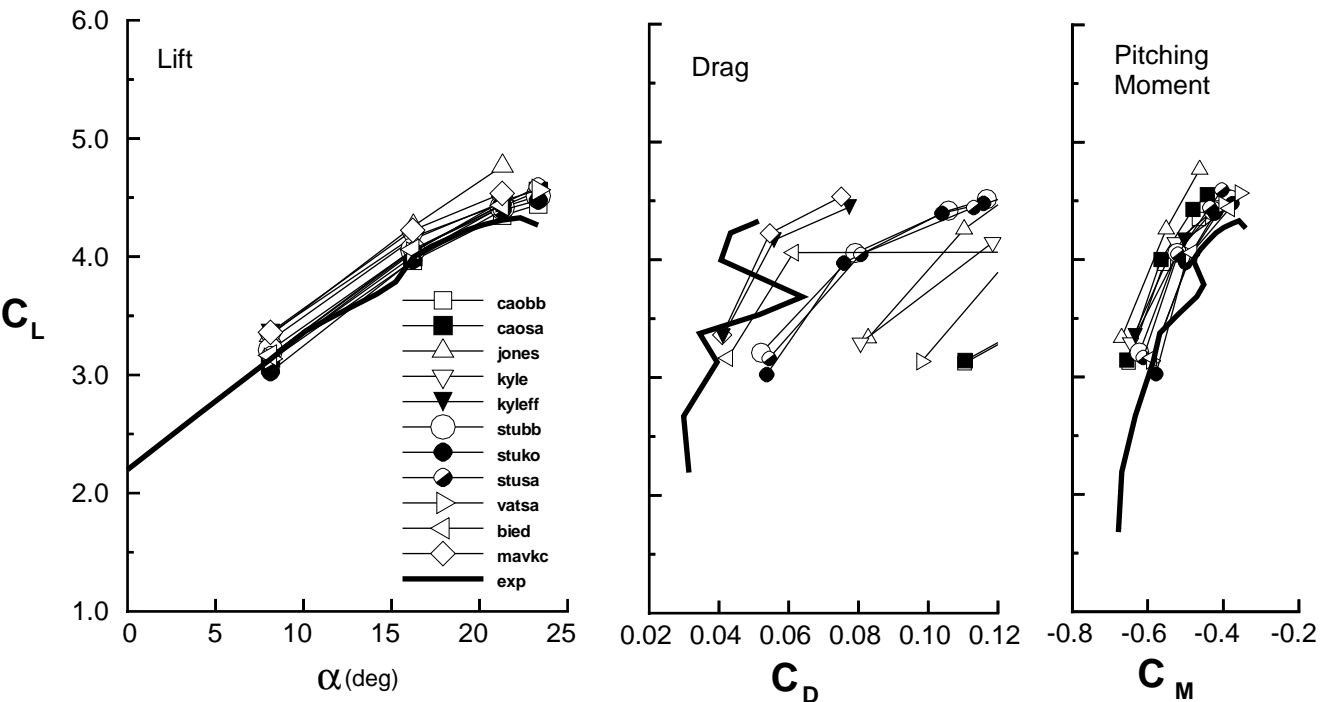 6.0
5.0
4.0
3.0
2.0
1.0
C L
Lift
caobb
caosa
jones
kyle
kyleff
stubb
stuko
stusa
vatsa
bied
mavkc
exp
0 5 10 15 20 25
α (deg)
Drag
0.02 0.04 0.06 0.08 0.10 0.12
C D
Pitching
Moment
-0.8 -0.6 -0.4 -0.2
C M